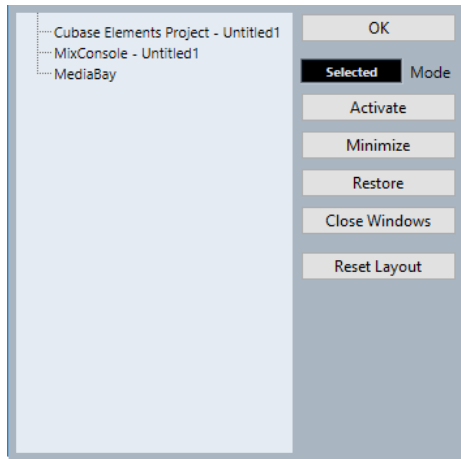 Cubase Elements Project - Untitled1
MixConsole - Untitled1
MediaBay
OK
Selected Mode
Activate
Minimize
Restore
Close Windows
Reset Layout